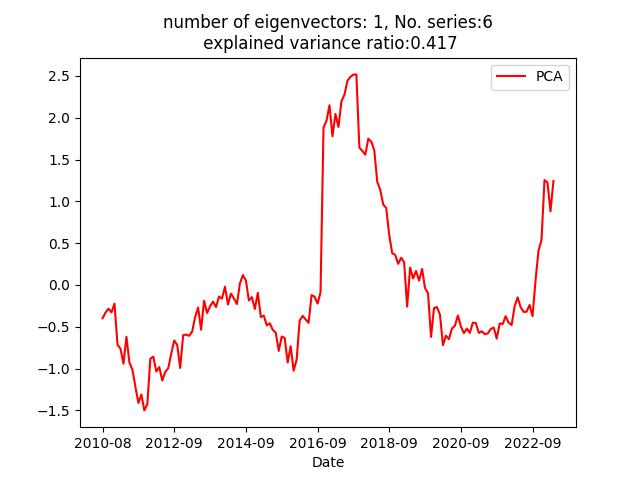 number of eigenvectors: 1, No. series:6
explained variance ratio:0.417
PCA
2.5
2.0
1.5
1.0
0.5
0.0
−0.5
−1.0
−1.5
2010-08 2012-09 2014-09 2016-09 2018-09 2020-09 2022-09
Date